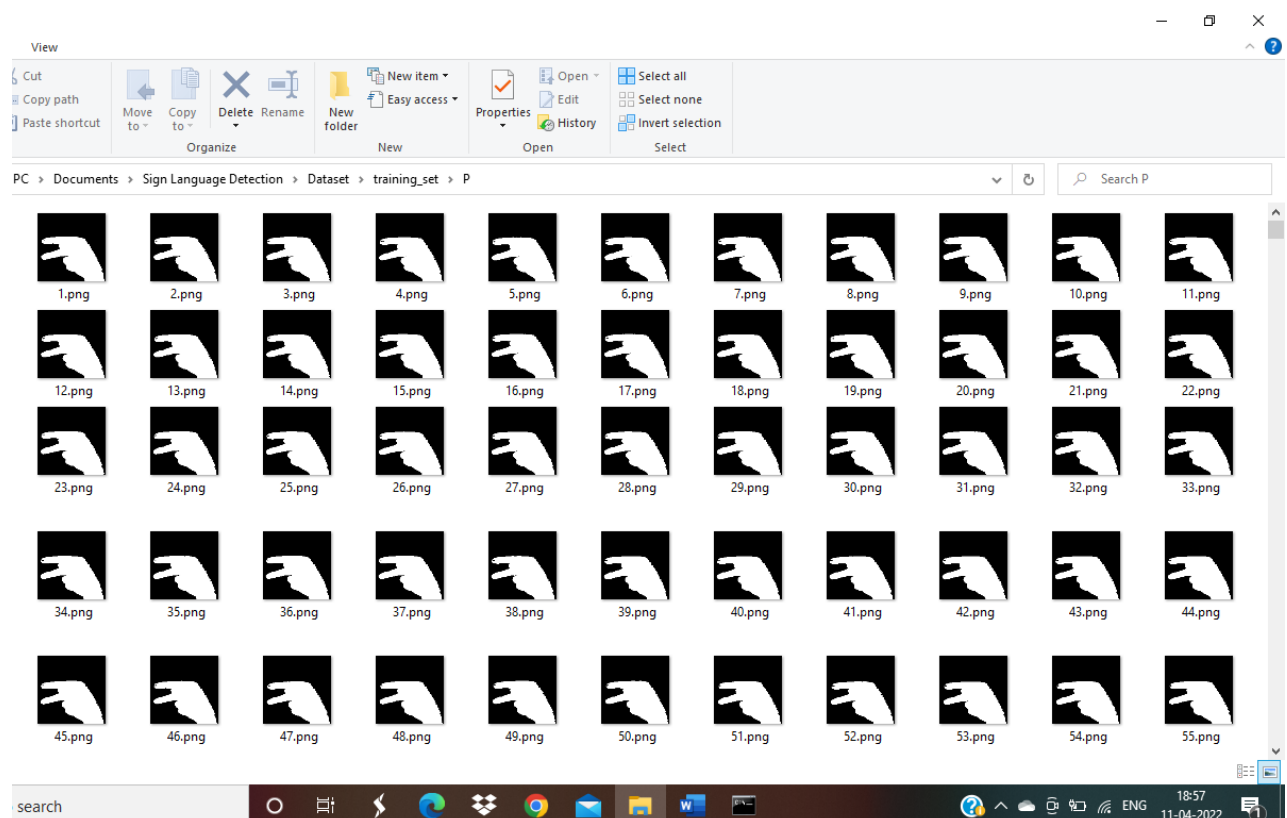 View
Cut
Copy path
Paste shortcut
Move to
Copy to
Delete
Rename
New folder
New item
Easy access
Properties
Open
Edit
History
Select all
Select none
Invert selection
Organize
New
Open
Select
PC > Documents > Sign Language Detection > Dataset > training_set > P
Search P
1.png 2.png 3.png 4.png 5.png 6.png 7.png 8.png 9.png 10.png 11.png
12.png 13.png 14.png 15.png 16.png 17.png 18.png 19.png 20.png 21.png 22.png
23.png 24.png 25.png 26.png 27.png 28.png 29.png 30.png 31.png 32.png 33.png
34.png 35.png 36.png 37.png 38.png 39.png 40.png 41.png 42.png 43.png 44.png
45.png 46.png 47.png 48.png 49.png 50.png 51.png 52.png 53.png 54.png 55.png
search
ENG
18:57
11-04-2022